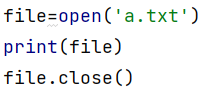 file=open('a.txt')
print(file)
file.close()